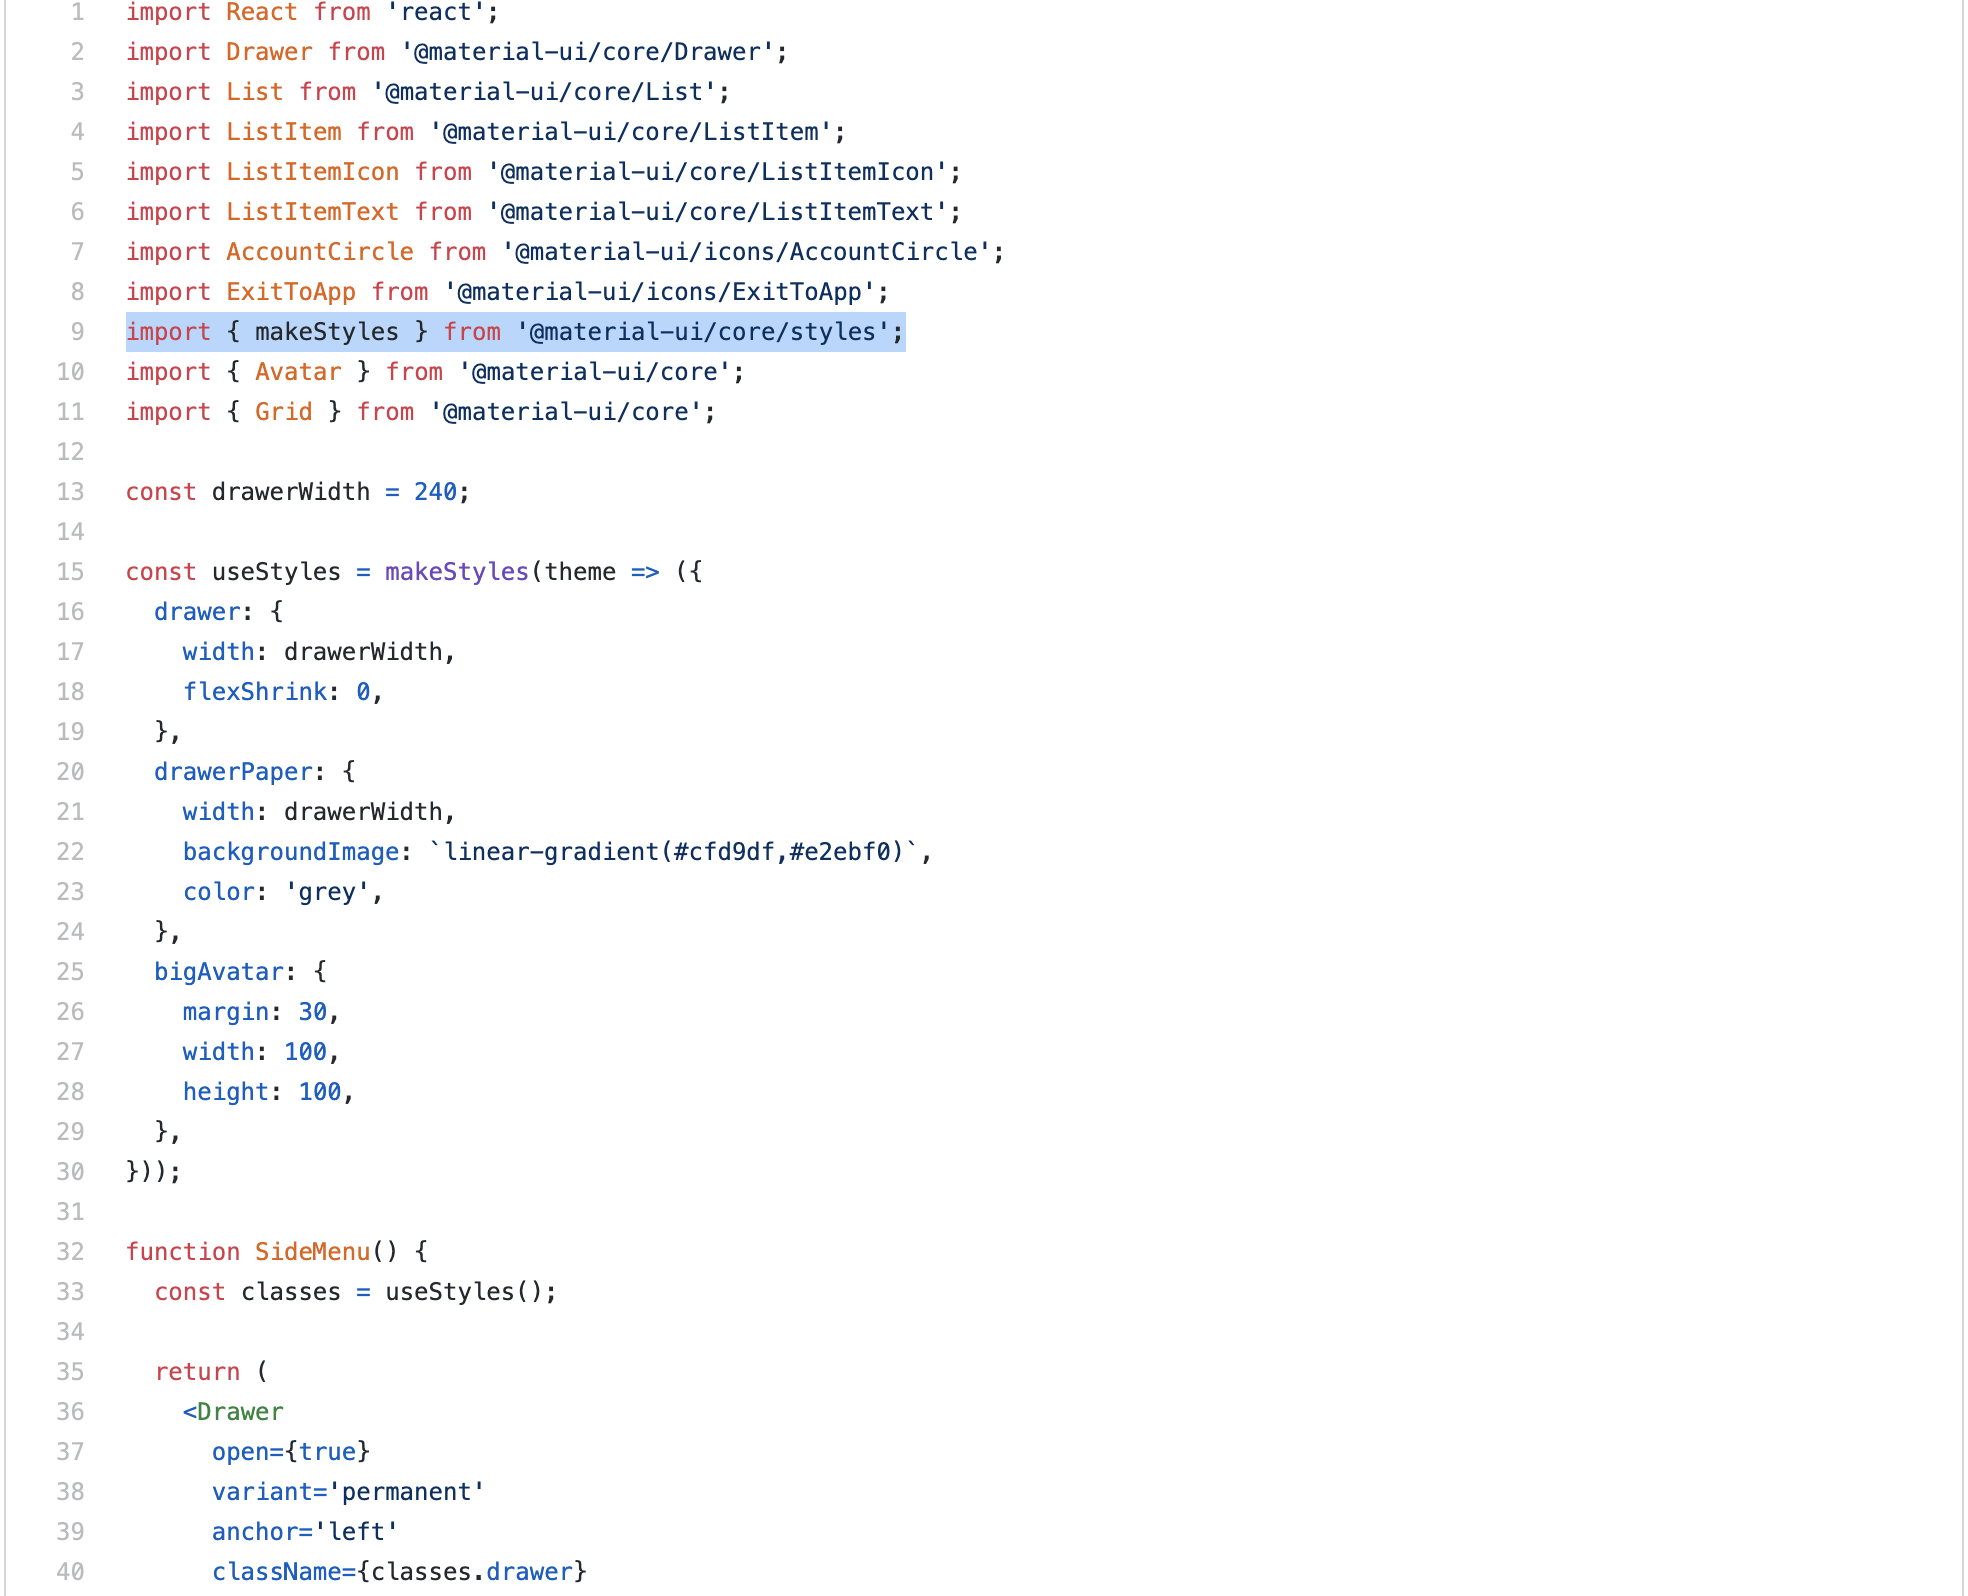 1 import React from 'react';
2 import Drawer from '@material-ui/core/Drawer';
3 import List from '@material-ui/core/List';
4 import ListItem from '@material-ui/core/ListItem';
5 import ListItemIcon from '@material-ui/core/ListItemIcon';
6 import ListItemText from '@material-ui/core/ListItemText';
7 import AccountCircle from '@material-ui/icons/AccountCircle';
8 import ExitToApp from '@material-ui/icons/ExitToApp';
9 import { makeStyles } from '@material-ui/core/styles';
10 import { Avatar } from '@material-ui/core';
11 import { Grid } from '@material-ui/core';
12
13 const drawerWidth = 240;
14
15 const useStyles = makeStyles(theme => ({
16   drawer: {
17     width: drawerWidth,
18     flexShrink: 0,
19   },
20   drawerPaper: {
21     width: drawerWidth,
22     backgroundImage: `linear-gradient(#cfd9df,#e2ebf0)`,
23     color: 'grey',
24   },
25   bigAvatar: {
26     margin: 30,
27     width: 100,
28     height: 100,
29   },
30 }));
31
32 function SideMenu() {
33   const classes = useStyles();
34
35   return (
36     <Drawer
37       open={true}
38       variant='permanent'
39       anchor='left'
40       className={classes.drawer}